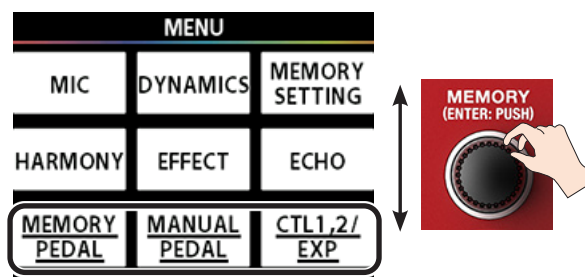 MENU
MIC
DYNAMICS
MEMORY
SETTING
HARMONY
EFFECT
ECHO
MEMORY
PEDAL
MANUAL
PEDAL
CTL1,2/
EXP
MEMORY
(ENTER: PUSH)